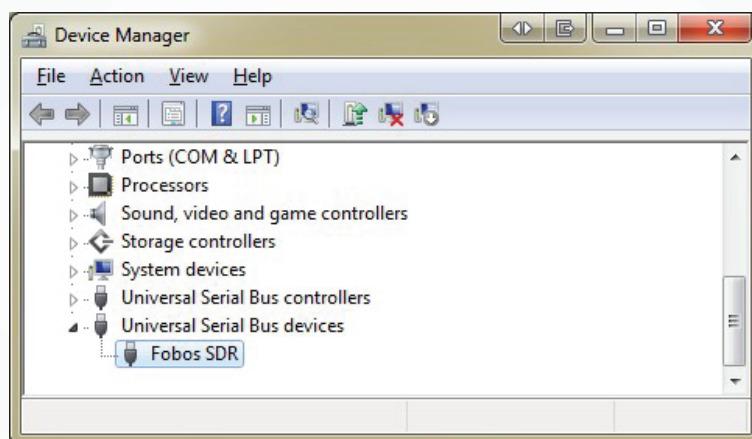 Device Manager
File Action View Help
Ports (COM & LPT)
Processors
Sound, video and game controllers
Storage controllers
System devices
Universal Serial Bus controllers
Universal Serial Bus devices
Fobos SDR